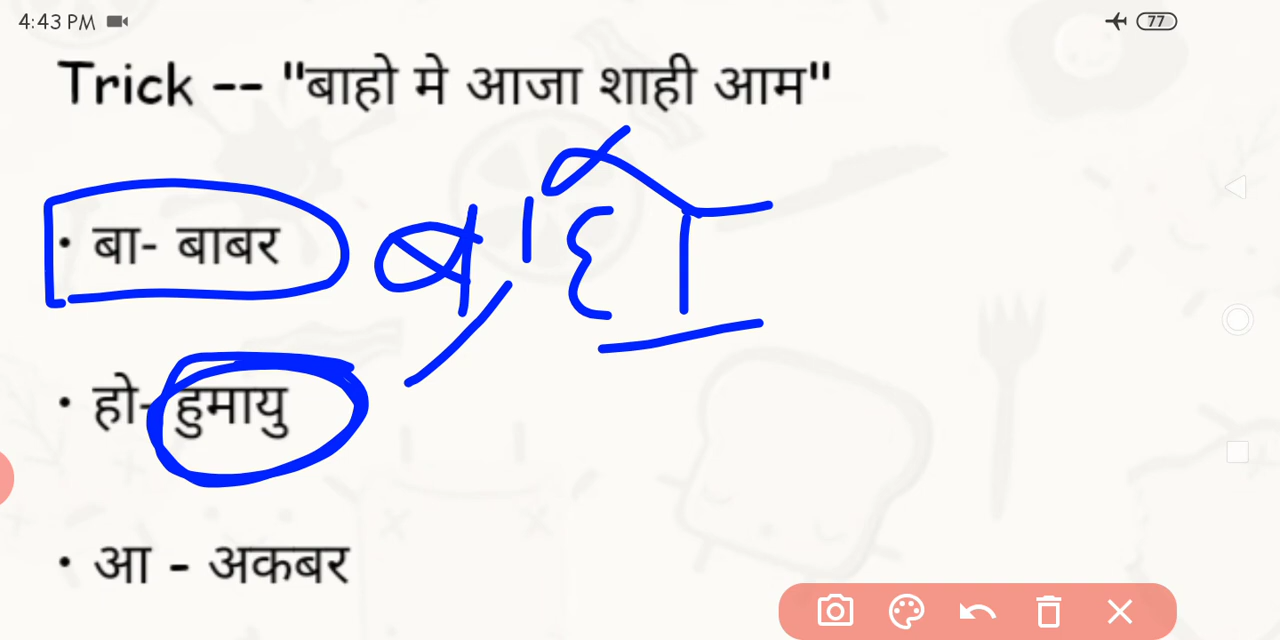 4:43 PM
77
Trick -- "बाहो मे आजा शाही आम"
• बा- बाबर
बाहो
• हो- हुमायु
• आ - अकबर